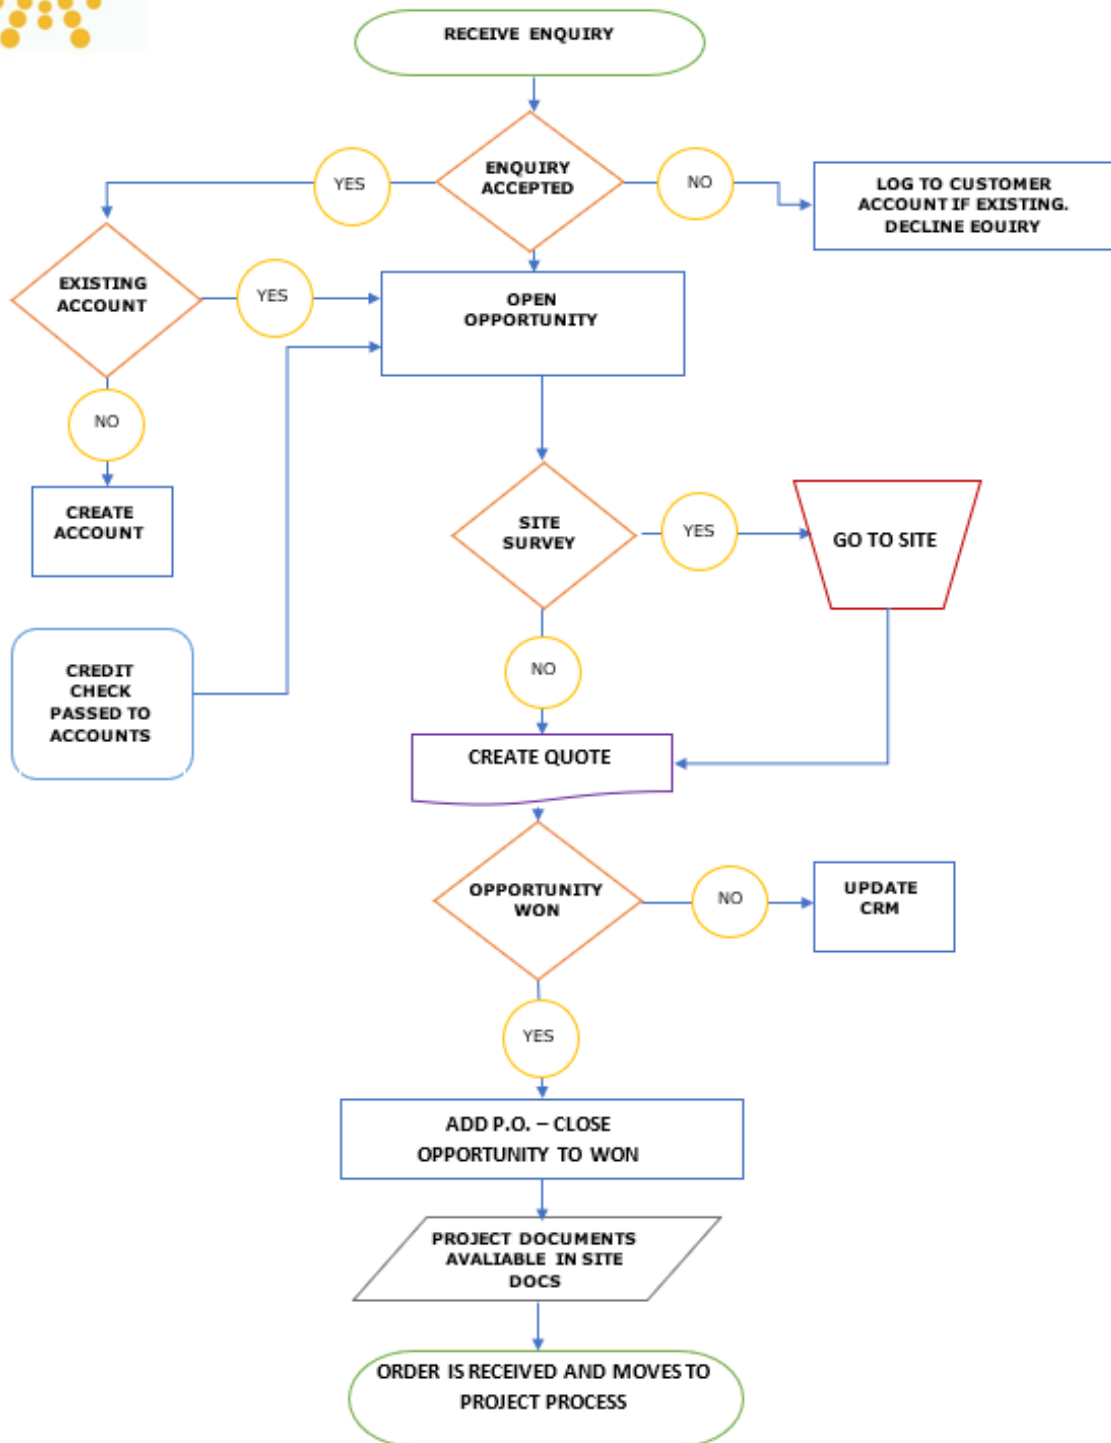 RECEIVE ENQUIRY
ENQUIRY
ACCEPTED
YES
NO
LOG TO CUSTOMER
ACCOUNT IF EXISTING.
DECLINE EQUIRY
EXISTING
ACCOUNT
YES
OPEN
OPPORTUNITY
NO
CREATE
ACCOUNT
SITE
SURVEY
YES
GO TO SITE
CREDIT
CHECK
PASSED TO
ACCOUNTS
NO
CREATE QUOTE
OPPORTUNITY
WON
NO
UPDATE
CRM
YES
ADD P.O. – CLOSE
OPPORTUNITY TO WON
PROJECT DOCUMENTS
AVALIABLE IN SITE
DOCS
ORDER IS RECEIVED AND MOVES TO
PROJECT PROCESS